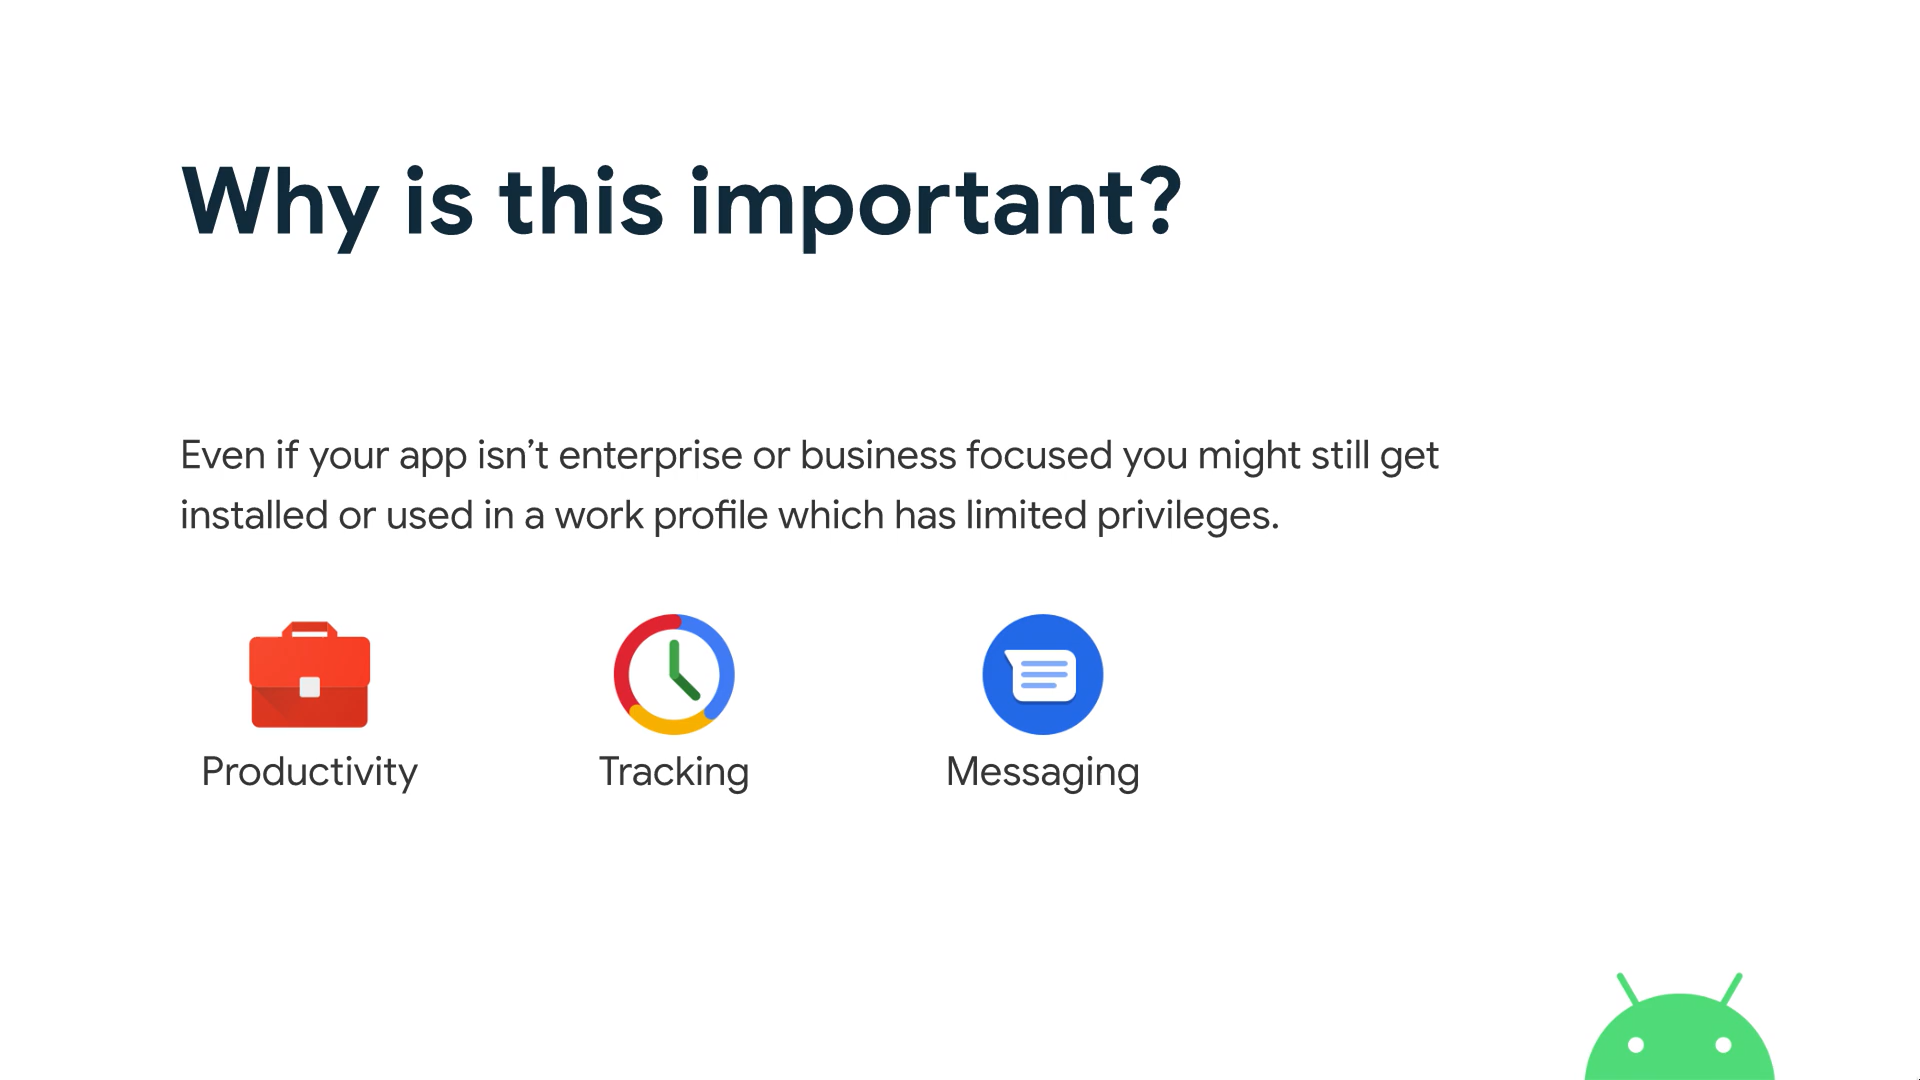 Why is this important?
Even if your app isn’t enterprise or business focused you might still get
installed or used in a work profile which has limited privileges.
Productivity
Tracking
Messaging